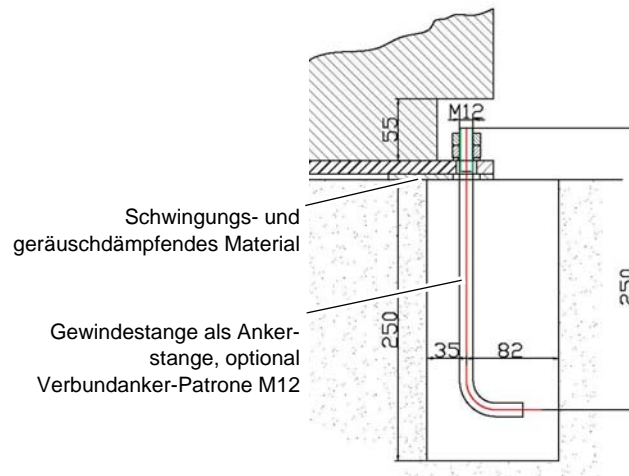 M12
55
Schwingungs- und
geräuschdämpfendes Material
Gewindestange als Anker-
stange, optional
Verbundanker-Patrone M12
250
35
82
250